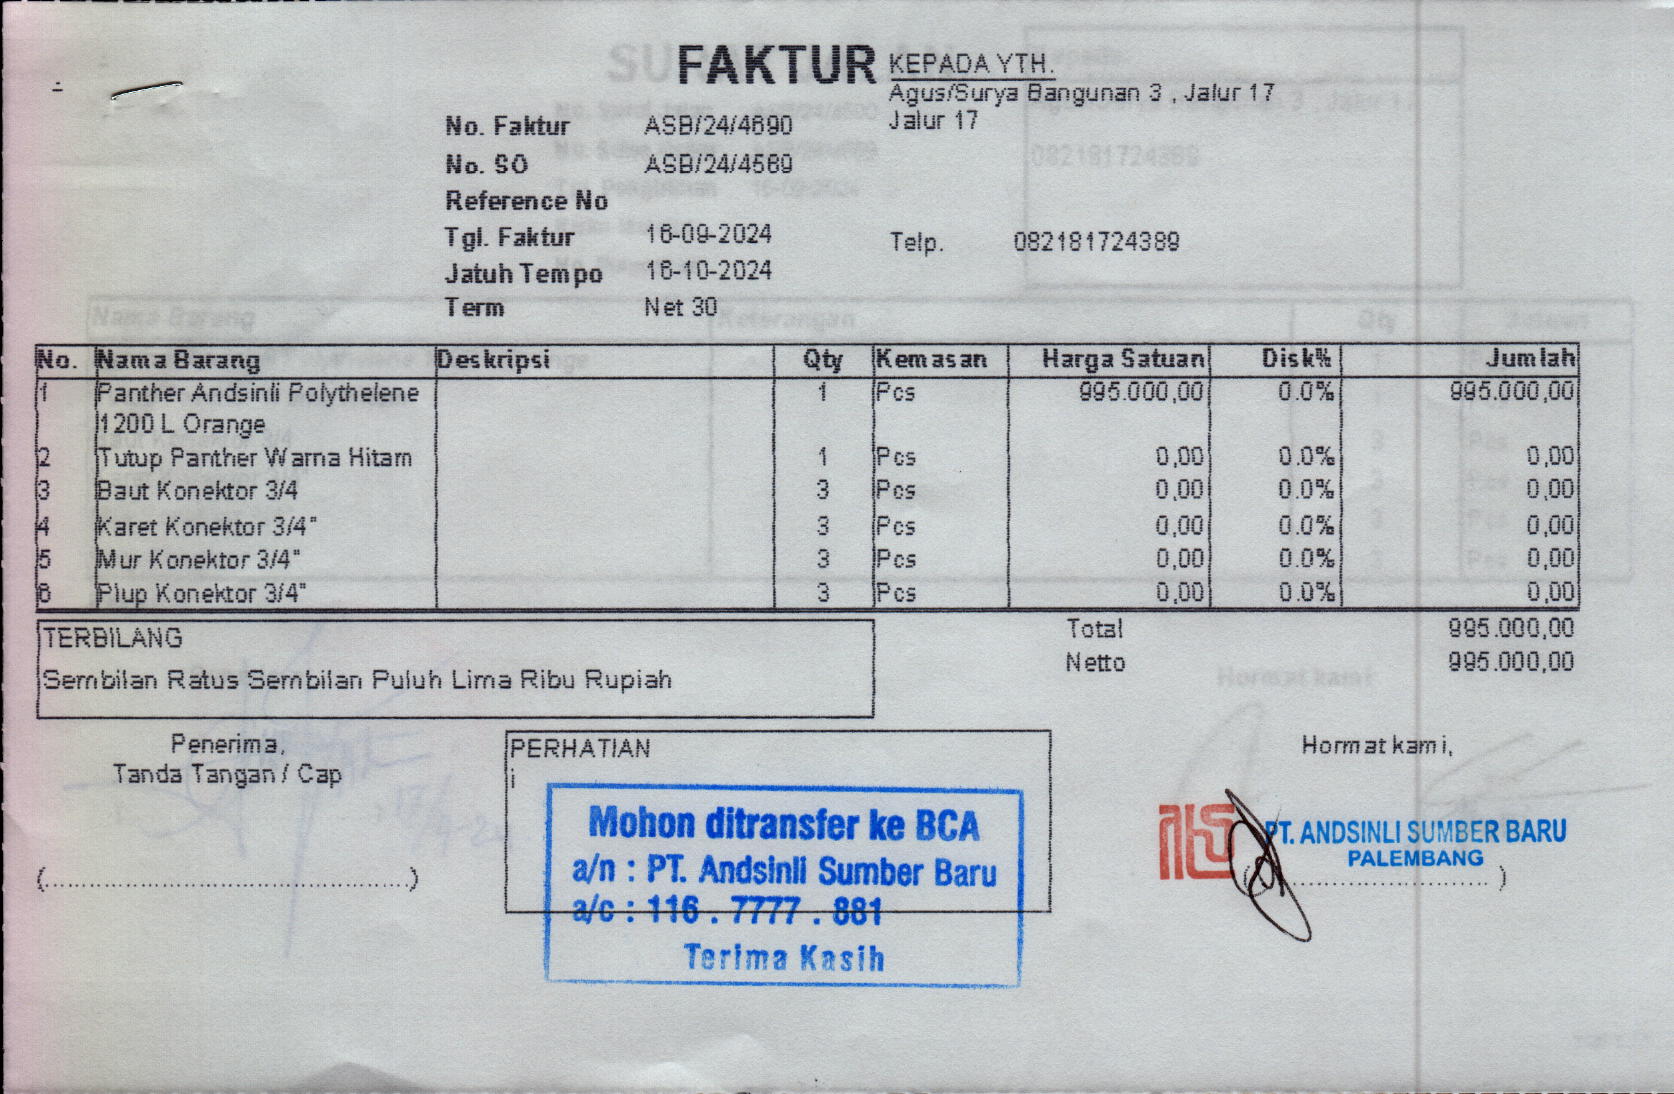 FAKTUR
KEPADA YTH.
Agus/Surya Bangunan 3 , Jalur 17
Jalur 17
No. Faktur ASB/24/4690
No. SO ASB/24/4569
Reference No
Tgl. Faktur 16-09-2024
Telp. 082181724389
Jatuh Tempo 16-10-2024
Term Net 30
No. Nama Barang Deskripsi Qty Kemasan Harga Satuan Disk% Jumlah
1 Panther Andsinli Polythelene 1 Pcs 995.000,00 0.0% 995.000,00
1200 L Orange
2 Tutup Panther Warna Hitam 1 Pcs 0,00 0.0% 0,00
3 Baut Konektor 3/4 3 Pcs 0,00 0.0% 0,00
4 Karet Konektor 3/4" 3 Pcs 0,00 0.0% 0,00
5 Mur Konektor 3/4" 3 Pcs 0,00 0.0% 0,00
6 Plup Konektor 3/4" 3 Pcs 0,00 0.0% 0,00
TERBILANG
Sembilan Ratus Sembilan Puluh Lima Ribu Rupiah
Total 995.000,00
Netto 995.000,00
Penerima,
Tanda Tangan / Cap
(.........................................)
PERHATIAN
i
Mohon ditransfer ke BCA
a/n : PT. Andsinli Sumber Baru
a/c : 116 . 7777 . 881
Terima Kasih
Hormat kami,
PT. ANDSINLI SUMBER BARU
PALEMBANG